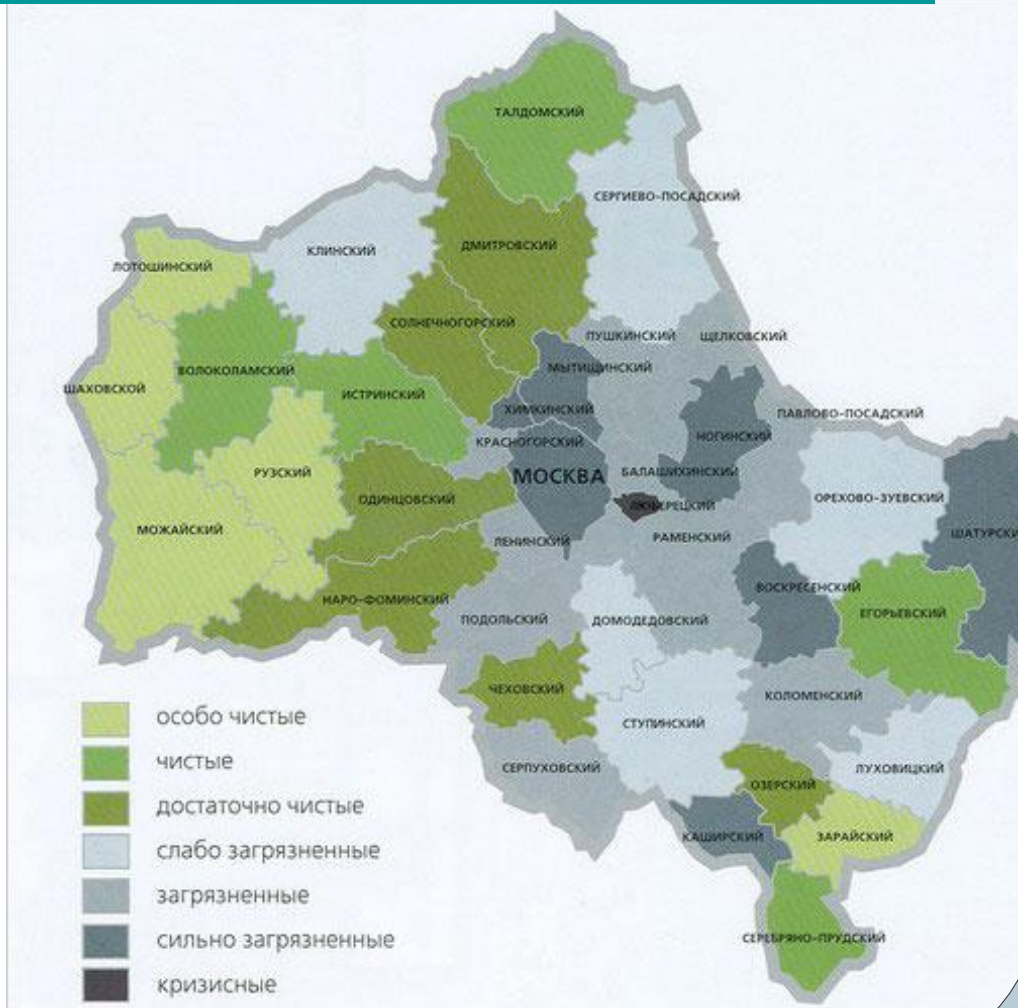 ТАЛДОМСКИЙ
СЕРГИЕВО-ПОСАДСКИЙ
ДМИТРОВСКИЙ
КЛИНСКИЙ
ЛОТОШИНСКИЙ
СОЛНЕЧНОГОРСКИЙ
ПУШКИНСКИЙ
ЩЕЛКОВСКИЙ
МЫТИЩИНСКИЙ
ВОЛОКОЛАМСКИЙ
ШАХОВСКОЙ
ИСТРИНСКИЙ
ХИМКИНСКИЙ
ПАВЛОВО-ПОСАДСКИЙ
НОГИНСКИЙ
КРАСНОГОРСКИЙ
РУЗСКИЙ
МОСКВА
БАЛАШИХИНСКИЙ
ОДИНЦОВСКИЙ
ОРЕХОВО-ЗУЕВСКИЙ
ЛЮБЕРЕЦКИЙ
МОЖАЙСКИЙ
ШАТУРСКИ
ЛЕНИНСКИЙ
РАМЕНСКИЙ
ВОСКРЕСЕНСКИЙ
НАРО-ФОМИНСКИЙ
ЕГОРЬЕВСКИЙ
ПОДОЛЬСКИЙ
ДОМОДЕДОВСКИЙ
ЧЕХОВСКИЙ
КОЛОМЕНСКИЙ
СТУПИНСКИЙ
СЕРПУХОВСКИЙ
ЛУХОВИЦКИЙ
ОЗЕРСКИЙ
КАШИРСКИЙ
ЗАРАЙСКИЙ
СЕРЕБРЯНО-ПРУДСКИЙ
особо чистые
чистые
достаточно чистые
слабо загрязненные
загрязненные
сильно загрязненные
кризисные